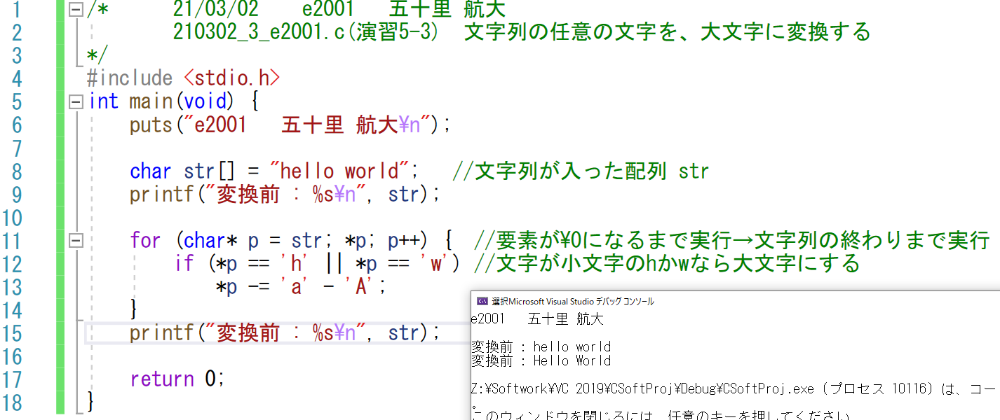 1 /* 21/03/02 e2001 五十里 航大
2 210302_3_e2001.c(演習5-3) 文字列の任意の文字を、大文字に変換する
3 */
4 #include <stdio.h>
5 int main(void) {
6 puts("e2001 五十里 航大¥n");
7
8 char str[] = "hello world"; //文字列が入った配列 str
9 printf("変換前 : %s¥n", str);
10
11 for (char* p = str; *p; p++) { //要素が¥0になるまで実行→文字列の終わりまで実行
12 if (*p == 'h' || *p == 'w') //文字が小文字のhかwなら大文字にする
13 *p -= 'a' - 'A';
14 }
15 printf("変換前 : %s¥n", str);
16
17 return 0;
18 }
選択Microsoft Visual Studio デバッグ コンソール
e2001 五十里 航大
変換前 : hello world
変換前 : Hello World
Z:¥Softwork¥VC 2019¥CSoftProj¥Debug¥CSoftProj.exe (プロセス 10116) は、コー
。
このウィンドウを閉じるには、任意のキーを押してください